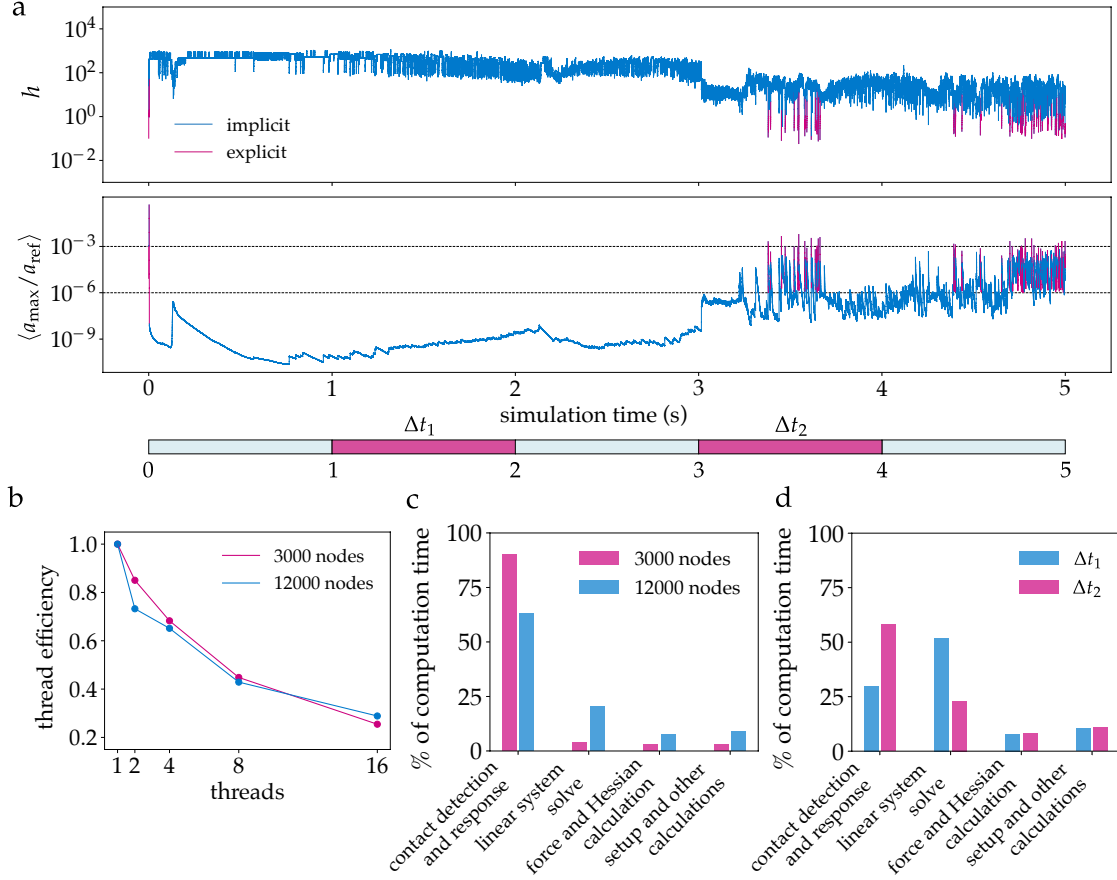 a
10^4
10^2
10^0
10^−2
h
implicit
explicit
10^−3
10^−6
10^−9
⟨a_max / a_ref⟩
0 1 2 3 4 5
simulation time (s)
Δt_1 Δt_2
0 1 2 3 4 5
b
1.0
0.8
0.6
0.4
0.2
thread efficiency
3000 nodes
12000 nodes
1 2 4 8 16
threads
c
100
75
50
25
0
% of computation time
3000 nodes
12000 nodes
contact detection
and response
linear system
solve
force and Hessian
calculation
setup and other
calculations
d
100
75
50
25
0
% of computation time
Δt_1
Δt_2
contact detection
and response
linear system
solve
force and Hessian
calculation
setup and other
calculations